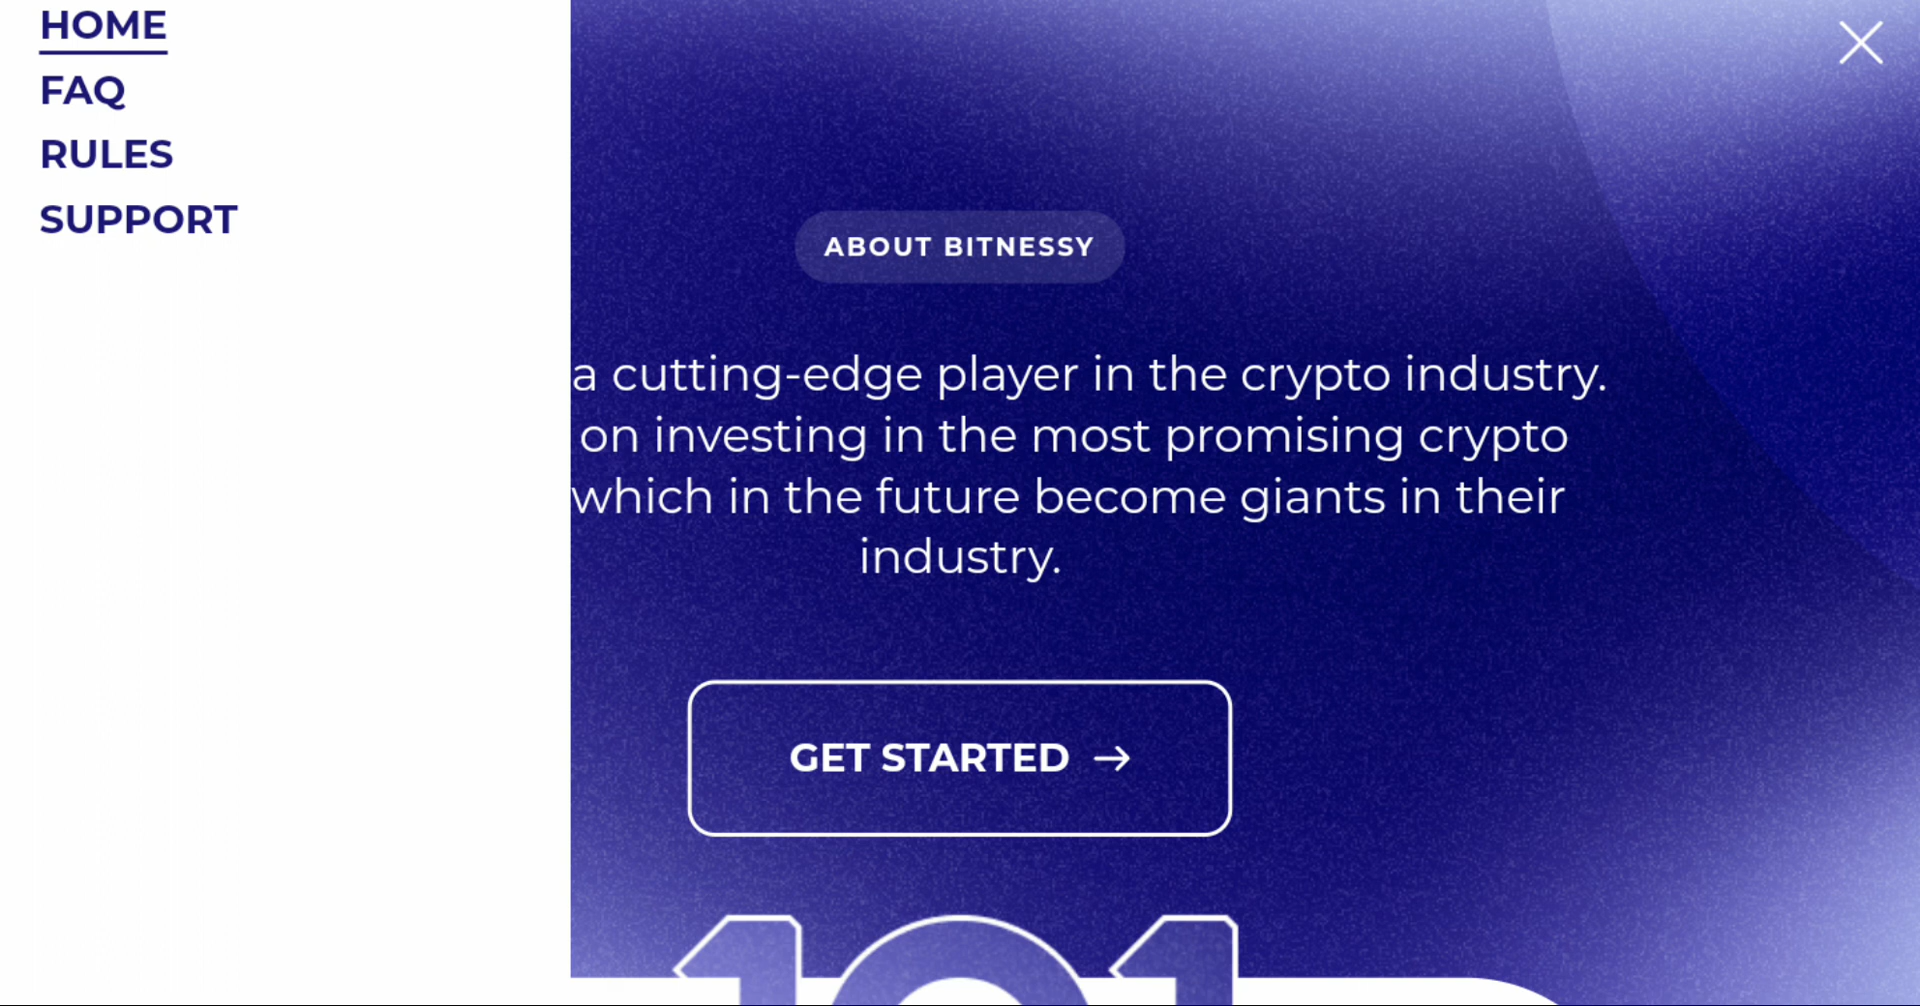 HOME
FAQ
RULES
SUPPORT
ABOUT BITNESSY
a cutting-edge player in the crypto industry.
on investing in the most promising crypto
which in the future become giants in their
industry.
GET STARTED →
101